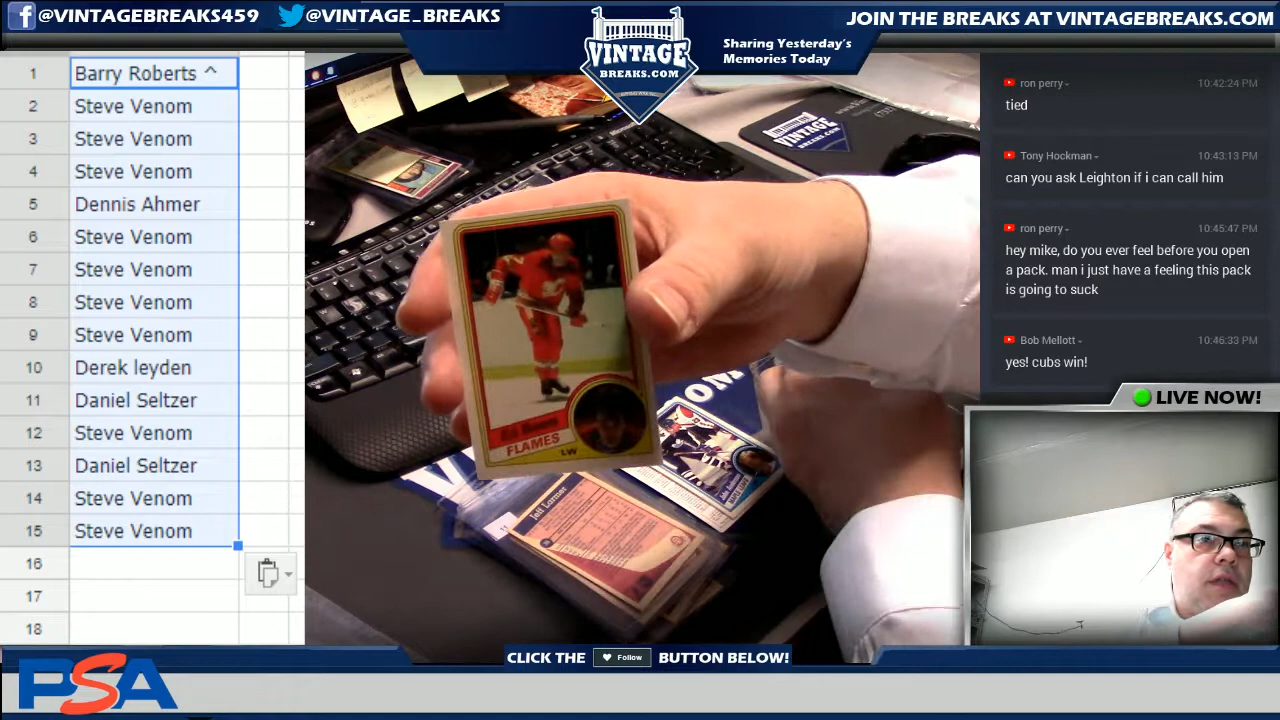 @VINTAGEBREAKS459
@VINTAGE_BREAKS
VINTAGE
BREAKS.COM
Sharing Yesterday's
Memories Today
JOIN THE BREAKS AT VINTAGEBREAKS.COM
1 Barry Roberts ^
2 Steve Venom
3 Steve Venom
4 Steve Venom
5 Dennis Ahmer
6 Steve Venom
7 Steve Venom
8 Steve Venom
9 Steve Venom
10 Derek leyden
11 Daniel Seltzer
12 Steve Venom
13 Daniel Seltzer
14 Steve Venom
15 Steve Venom
16
17
18
VINTAGE
BREAKS.COM
FLAMES
LW
Jeff Larmer
ron perry 10:42:24 PM
tied
Tony Hockman 10:43:13 PM
can you ask Leighton if i can call him
ron perry 10:45:47 PM
hey mike, do you ever feel before you open
a pack. man i just have a feeling this pack
is going to suck
Bob Mellott 10:46:33 PM
yes! cubs win!
LIVE NOW!
CLICK THE Follow BUTTON BELOW!
PSA